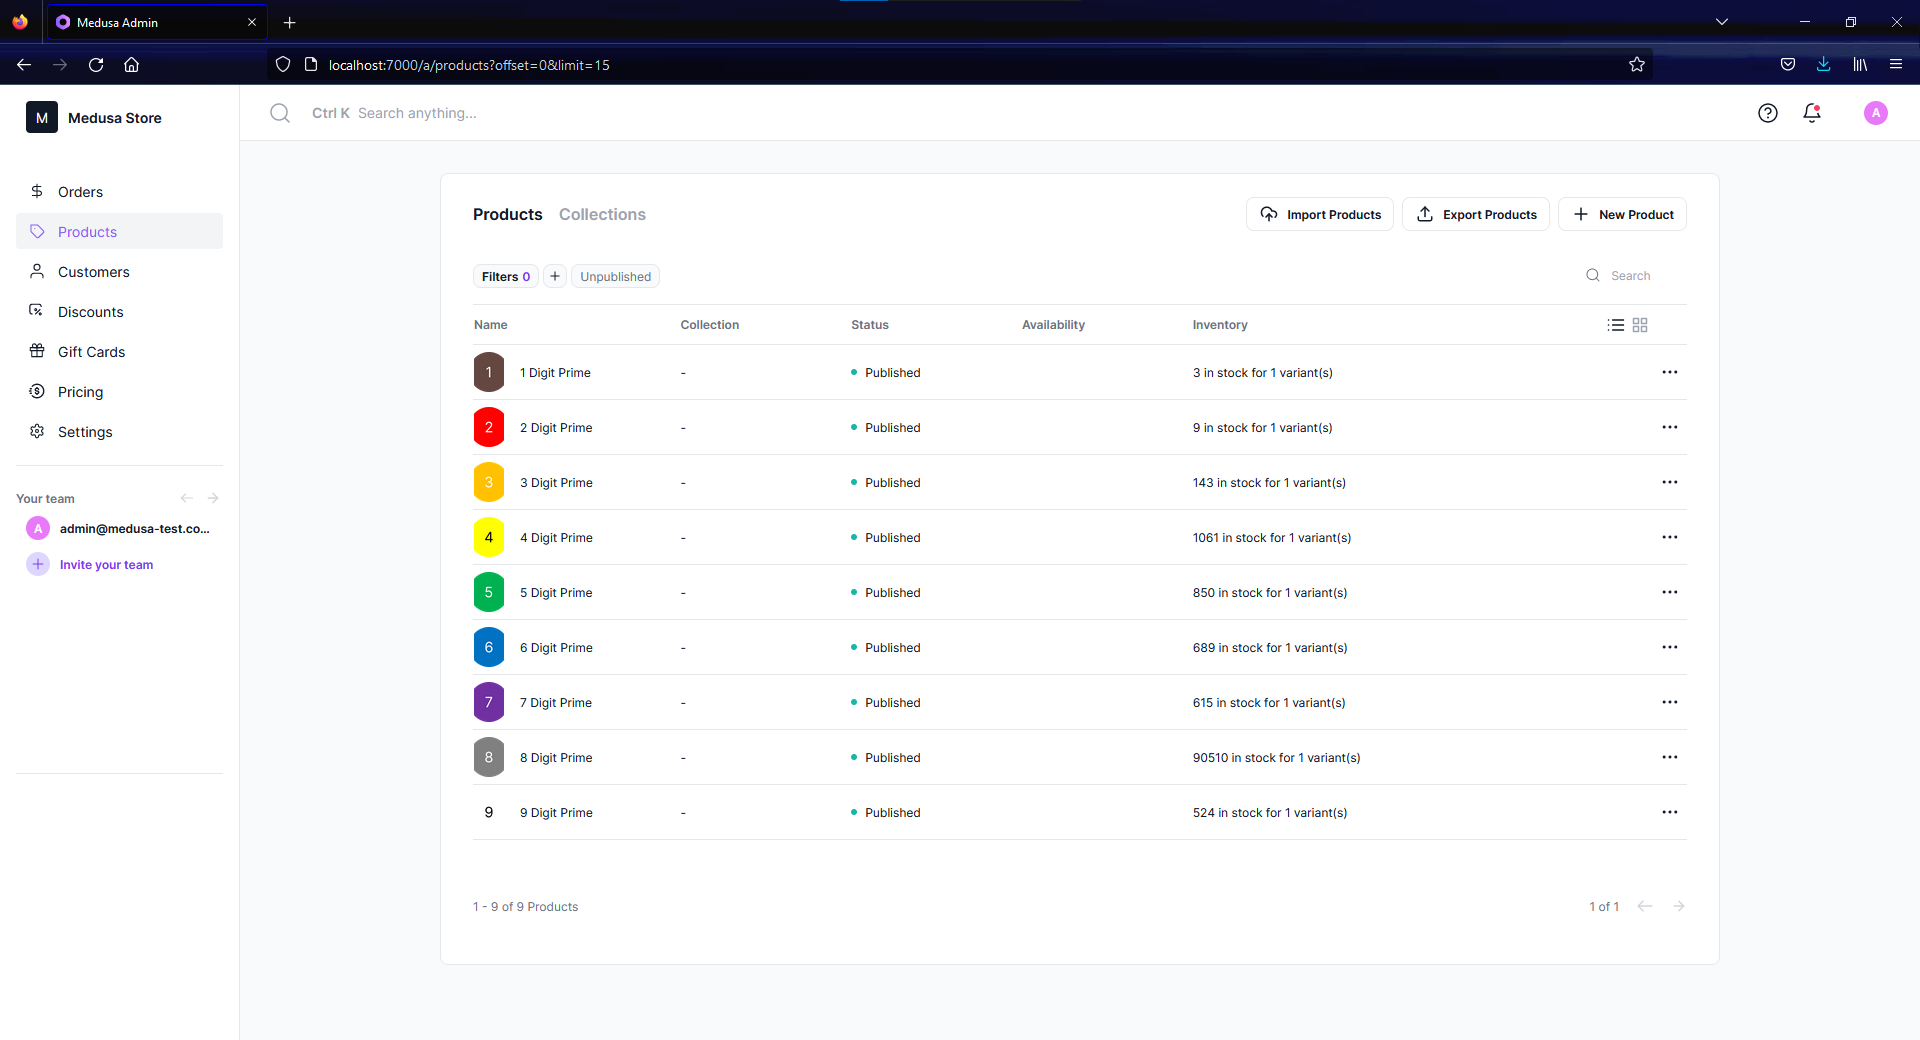 Medusa Admin
localhost:7000/a/products?offset=0&limit=15
M Medusa Store
Ctrl K Search anything...
A
Orders
Products
Customers
Discounts
Gift Cards
Pricing
Settings
Your team
A admin@medusa-test.co...
Invite your team
Products Collections
Import Products Export Products New Product
Filters 0 + Unpublished
Search
Name Collection Status Availability Inventory
1 1 Digit Prime - Published 3 in stock for 1 variant(s)
2 2 Digit Prime - Published 9 in stock for 1 variant(s)
3 3 Digit Prime - Published 143 in stock for 1 variant(s)
4 4 Digit Prime - Published 1061 in stock for 1 variant(s)
5 5 Digit Prime - Published 850 in stock for 1 variant(s)
6 6 Digit Prime - Published 689 in stock for 1 variant(s)
7 7 Digit Prime - Published 615 in stock for 1 variant(s)
8 8 Digit Prime - Published 90510 in stock for 1 variant(s)
9 9 Digit Prime - Published 524 in stock for 1 variant(s)
1 - 9 of 9 Products
1 of 1